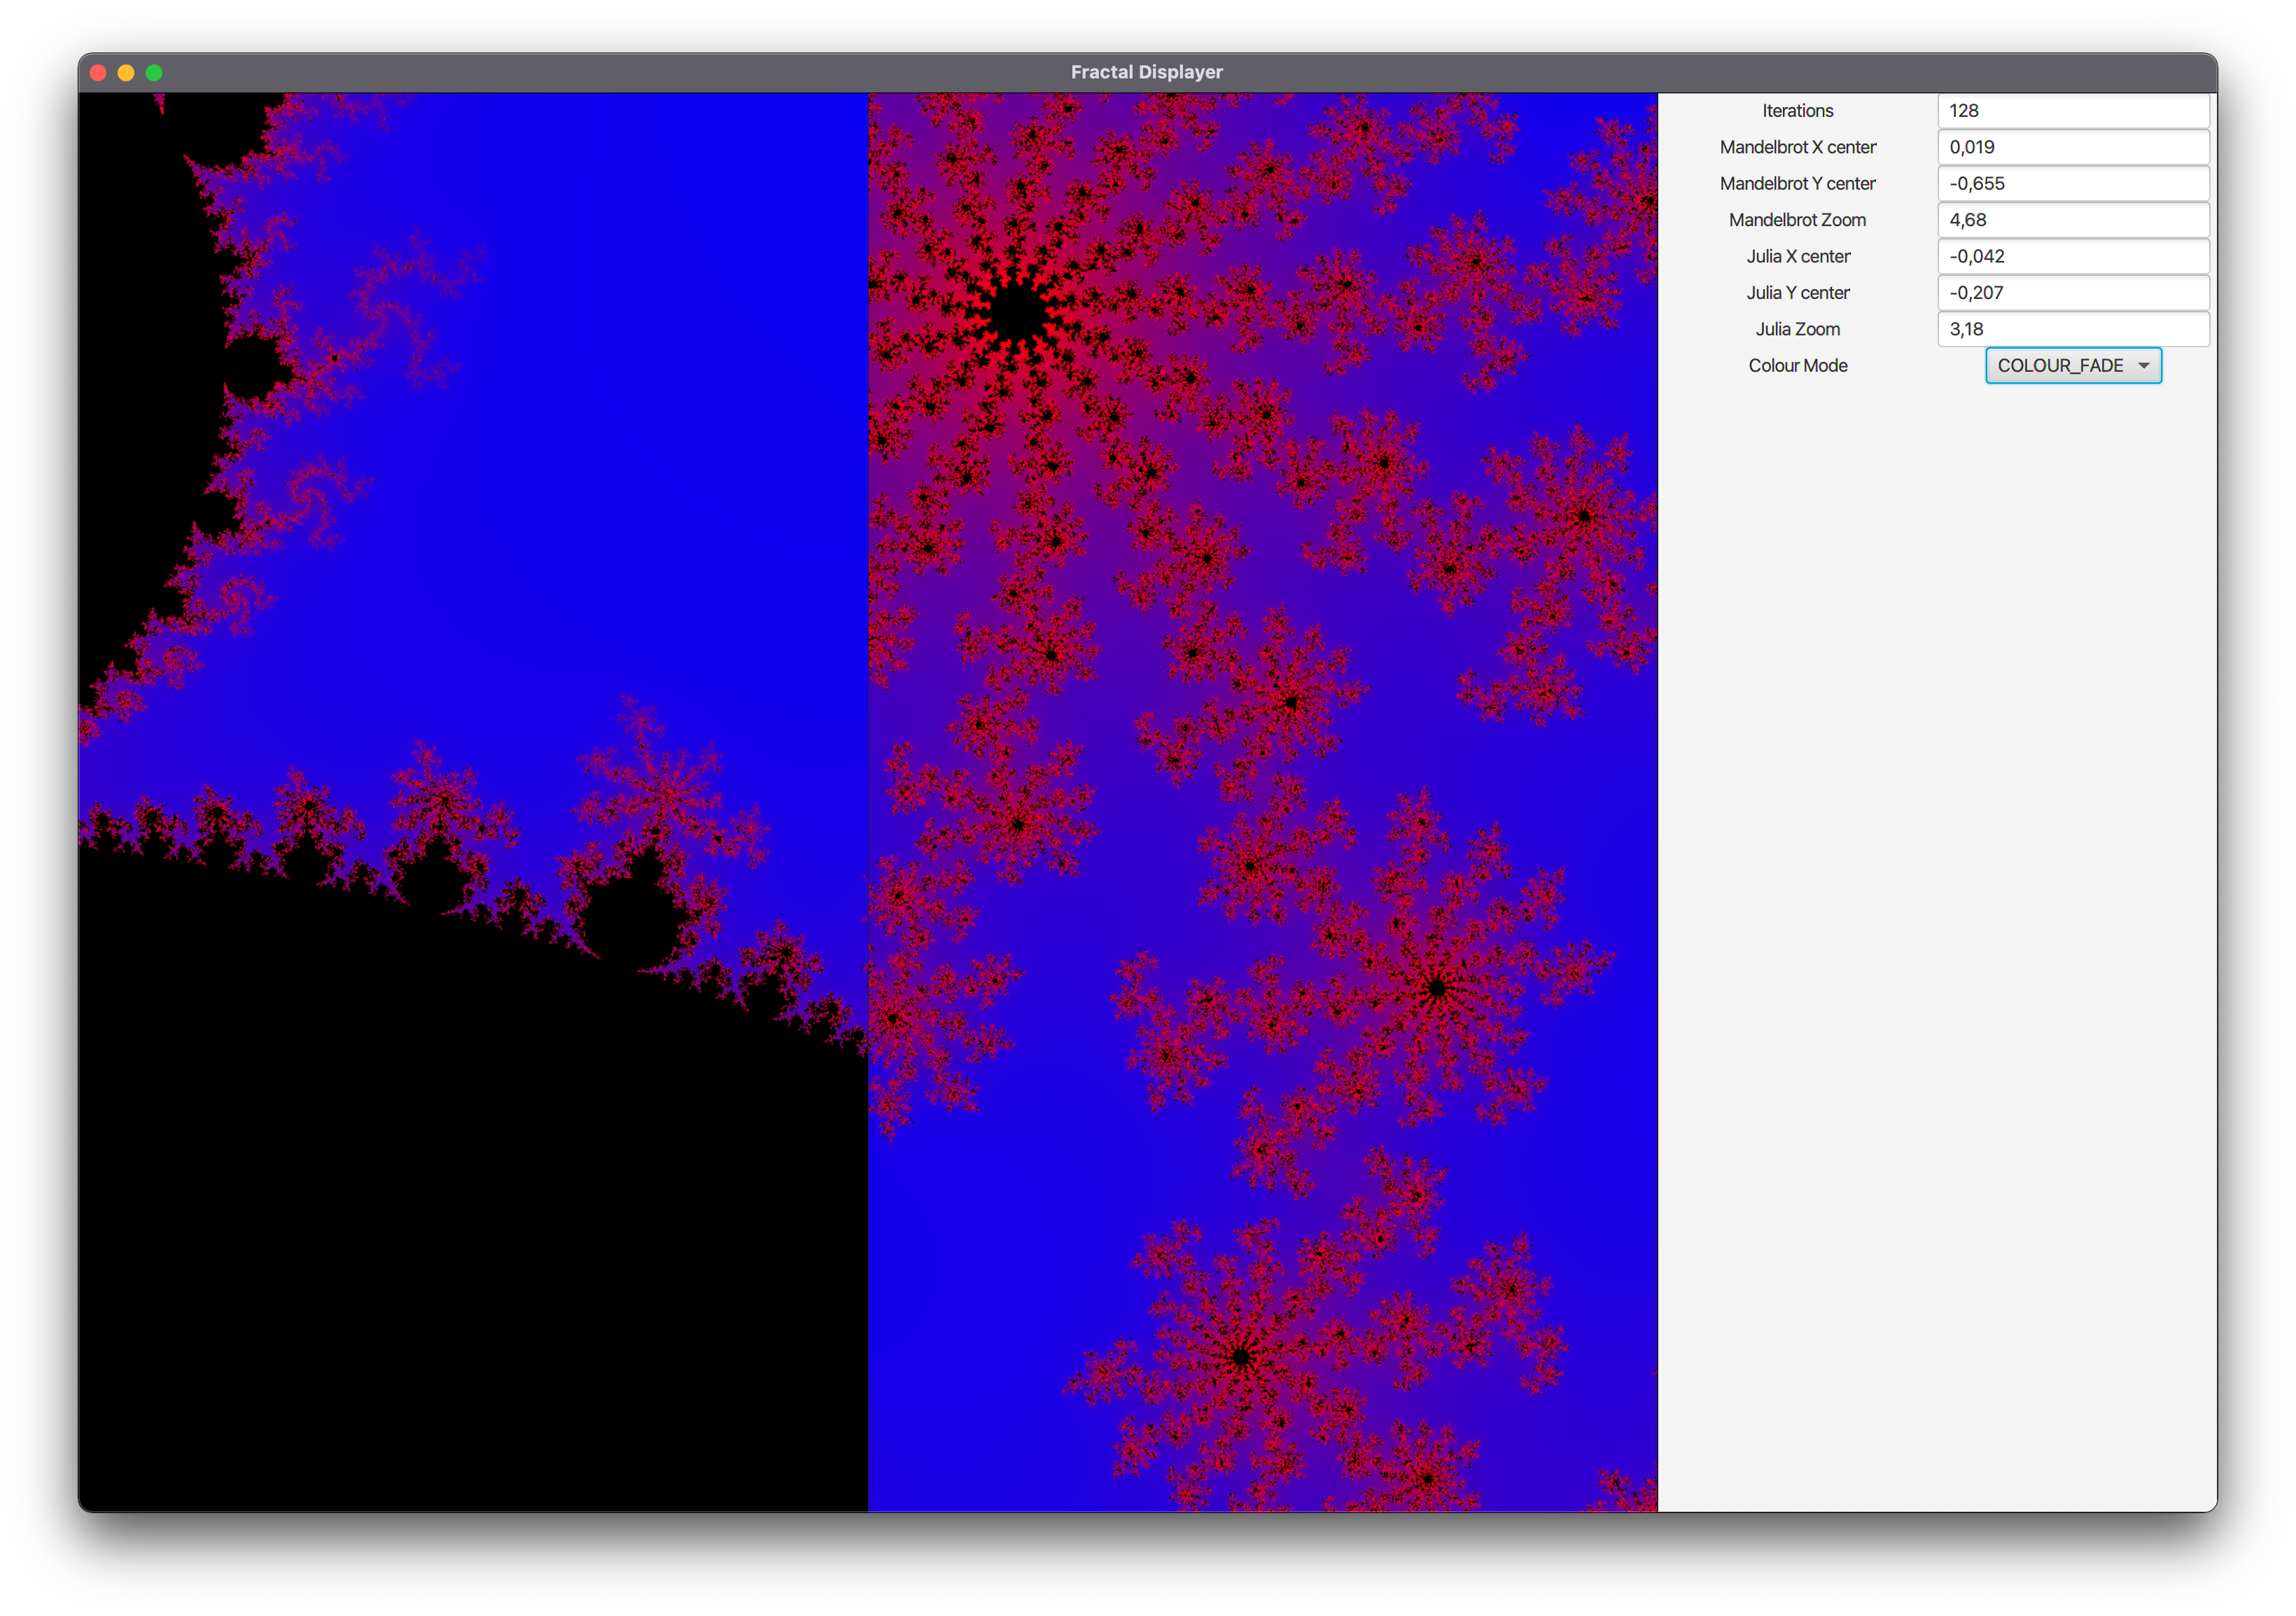 Fractal Displayer
Iterations 128
Mandelbrot X center 0,019
Mandelbrot Y center -0,655
Mandelbrot Zoom 4,68
Julia X center -0,042
Julia Y center -0,207
Julia Zoom 3,18
Colour Mode COLOUR_FADE